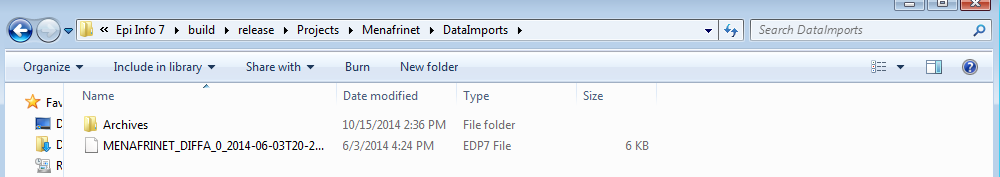 « Epi Info 7 ▸ build ▸ release ▸ Projects ▸ Menafrinet ▸ DataImports ▸ Search DataImports
Organize Include in library Share with Burn New folder
Name Date modified Type Size
Fav
Archives 10/15/2014 2:36 PM File folder
D
MENAFRINET_DIFFA_0_2014-06-03T20-2... 6/3/2014 4:24 PM EDP7 File 6 KB
D
R